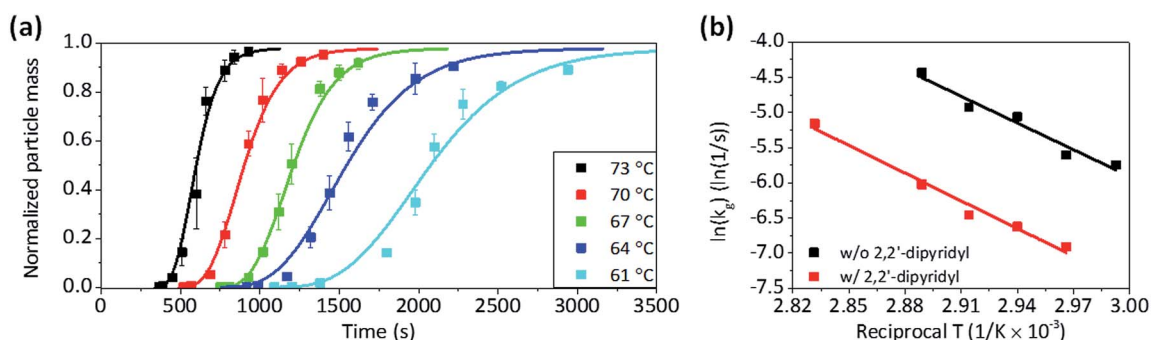 (a)
Normalized particle mass
1.0
0.8
0.6
0.4
0.2
0.0
0 500 1000 1500 2000 2500 3000 3500
Time (s)
73 °C
70 °C
67 °C
64 °C
61 °C
(b)
ln(kg) (ln(1/s))
-4.0
-4.5
-5.0
-5.5
-6.0
-6.5
-7.0
-7.5
w/o 2,2'-dipyridyl
w/ 2,2'-dipyridyl
2.82 2.85 2.88 2.91 2.94 2.97 3.00
Reciprocal T (1/K × 10⁻³)